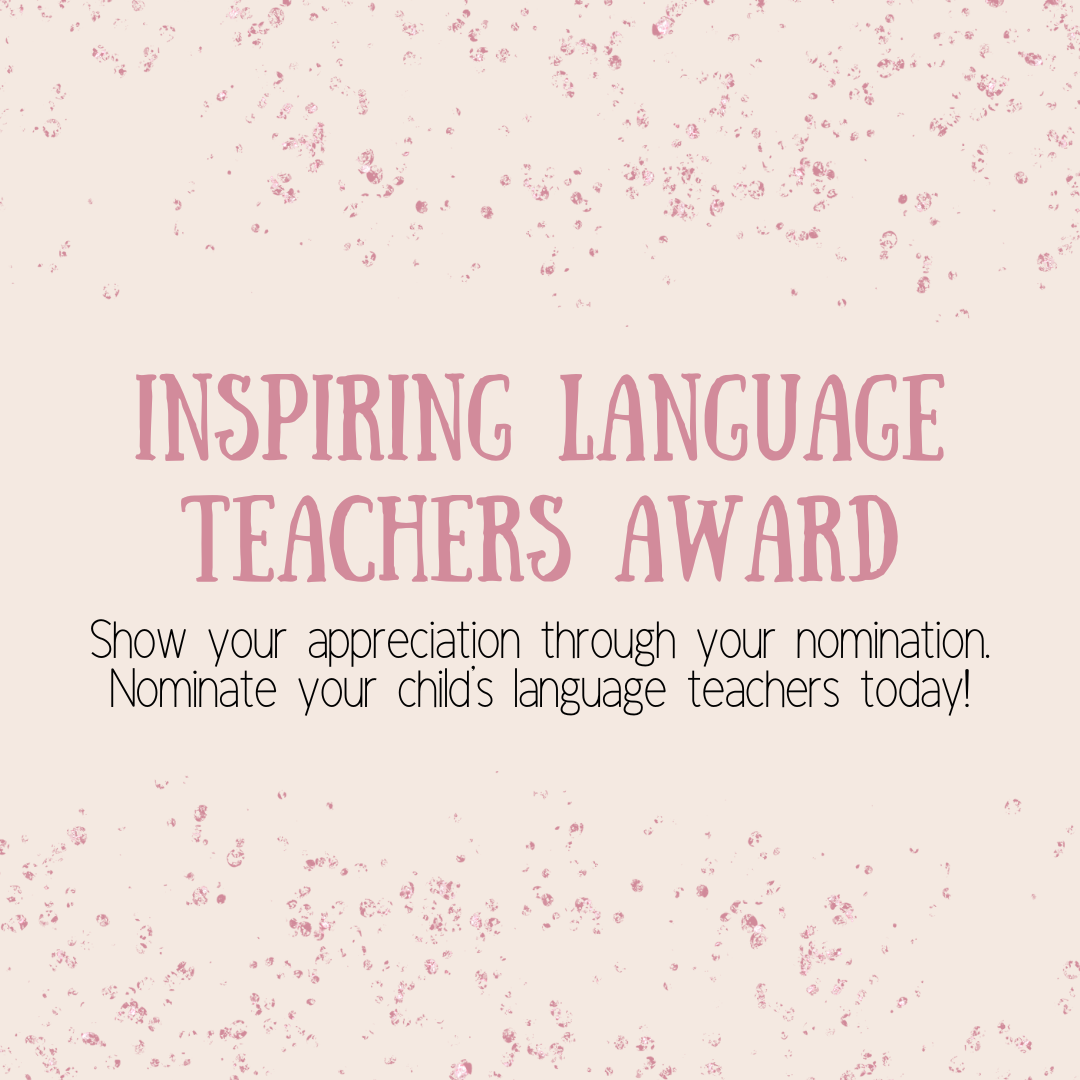 INSPIRING LANGUAGE
TEACHERS AWARD
Show your appreciation through your nomination.
Nominate your child's language teachers today!